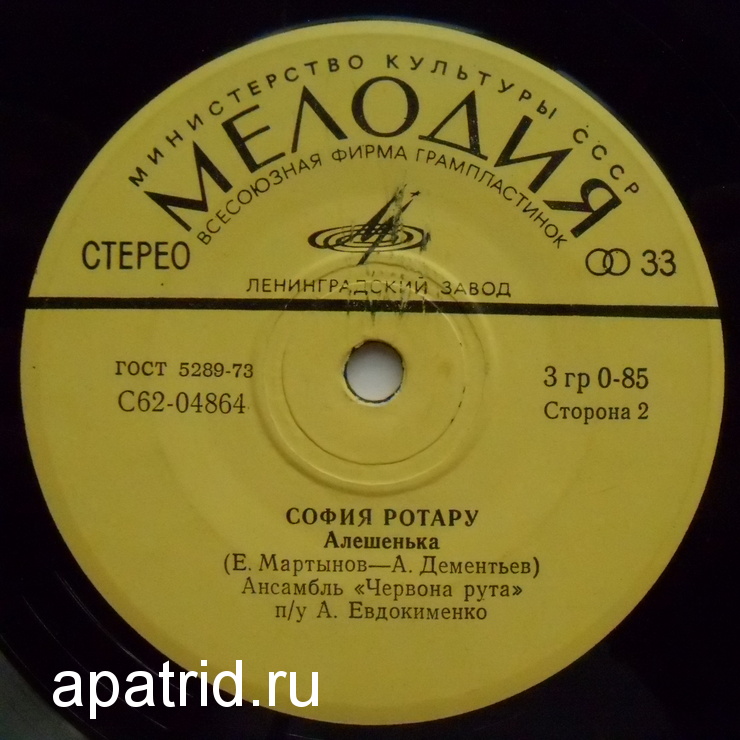 МИНИСТЕРСТВО КУЛЬТУРЫ СССР
МЕЛОДИЯ
ВСЕСОЮЗНАЯ ФИРМА ГРАМПЛАСТИНОК
СТЕРЕО
33
ЛЕНИНГРАДСКИЙ ЗАВОД
ГОСТ 5289-73
С62-04864
3 гр 0-85
Сторона 2
СОФИЯ РОТАРУ
Алешенька
(Е. Мартынов—А. Дементьев)
Ансамбль «Червона рута»
п/у А. Евдокименко
apatrid.ru